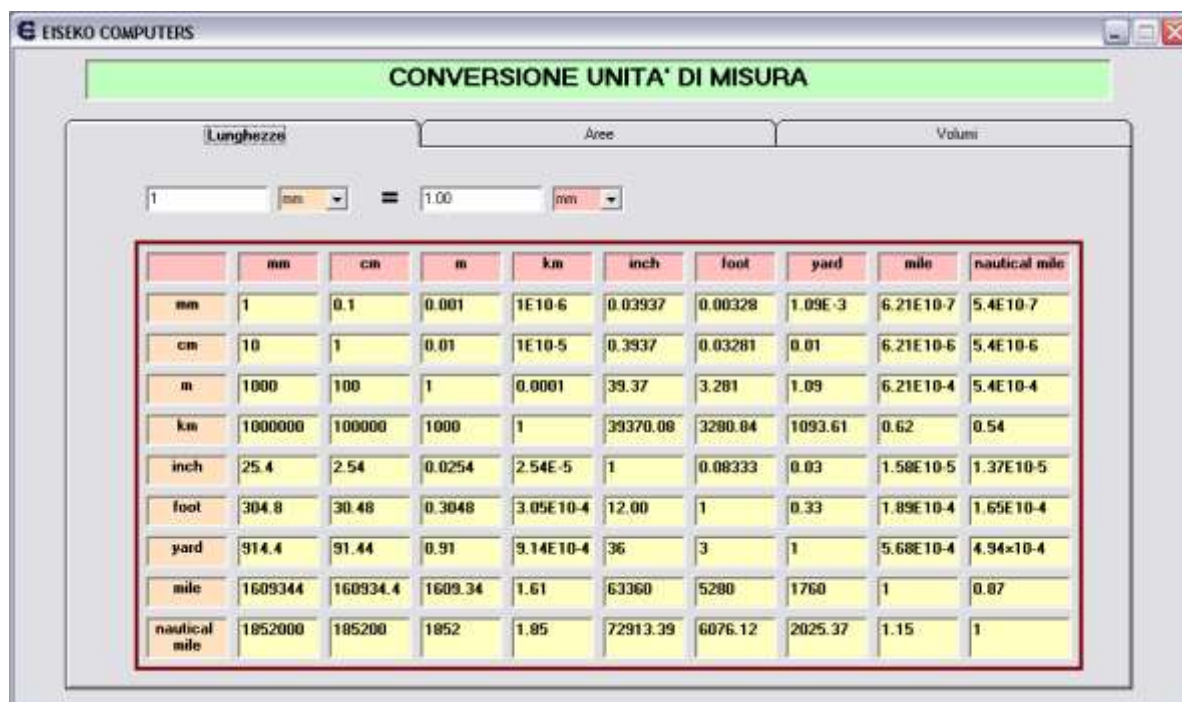 EISEKO COMPUTERS
CONVERSIONE UNITA' DI MISURA
Lunghezze Aree Volumi
1 mm = 1.00 mm
mm cm m km inch foot yard mile nautical mile
mm 1 0.1 0.001 1E10-6 0.03937 0.00328 1.09E-3 6.21E10-7 5.4E10-7
cm 10 1 0.01 1E10-5 0.3937 0.03281 0.01 6.21E10-6 5.4E10-6
m 1000 100 1 0.0001 39.37 3.281 1.09 6.21E10-4 5.4E10-4
km 1000000 100000 1000 1 39370.08 3280.84 1093.61 0.62 0.54
inch 25.4 2.54 0.0254 2.54E-5 1 0.08333 0.03 1.58E10-5 1.37E10-5
foot 304.8 30.48 0.3048 3.05E10-4 12.00 1 0.33 1.89E10-4 1.65E10-4
yard 914.4 91.44 0.91 9.14E10-4 36 3 1 5.68E10-4 4.94×10-4
mile 1609344 160934.4 1609.34 1.61 63360 5280 1760 1 0.87
nautical mile 1852000 185200 1852 1.85 72913.39 6076.12 2025.37 1.15 1